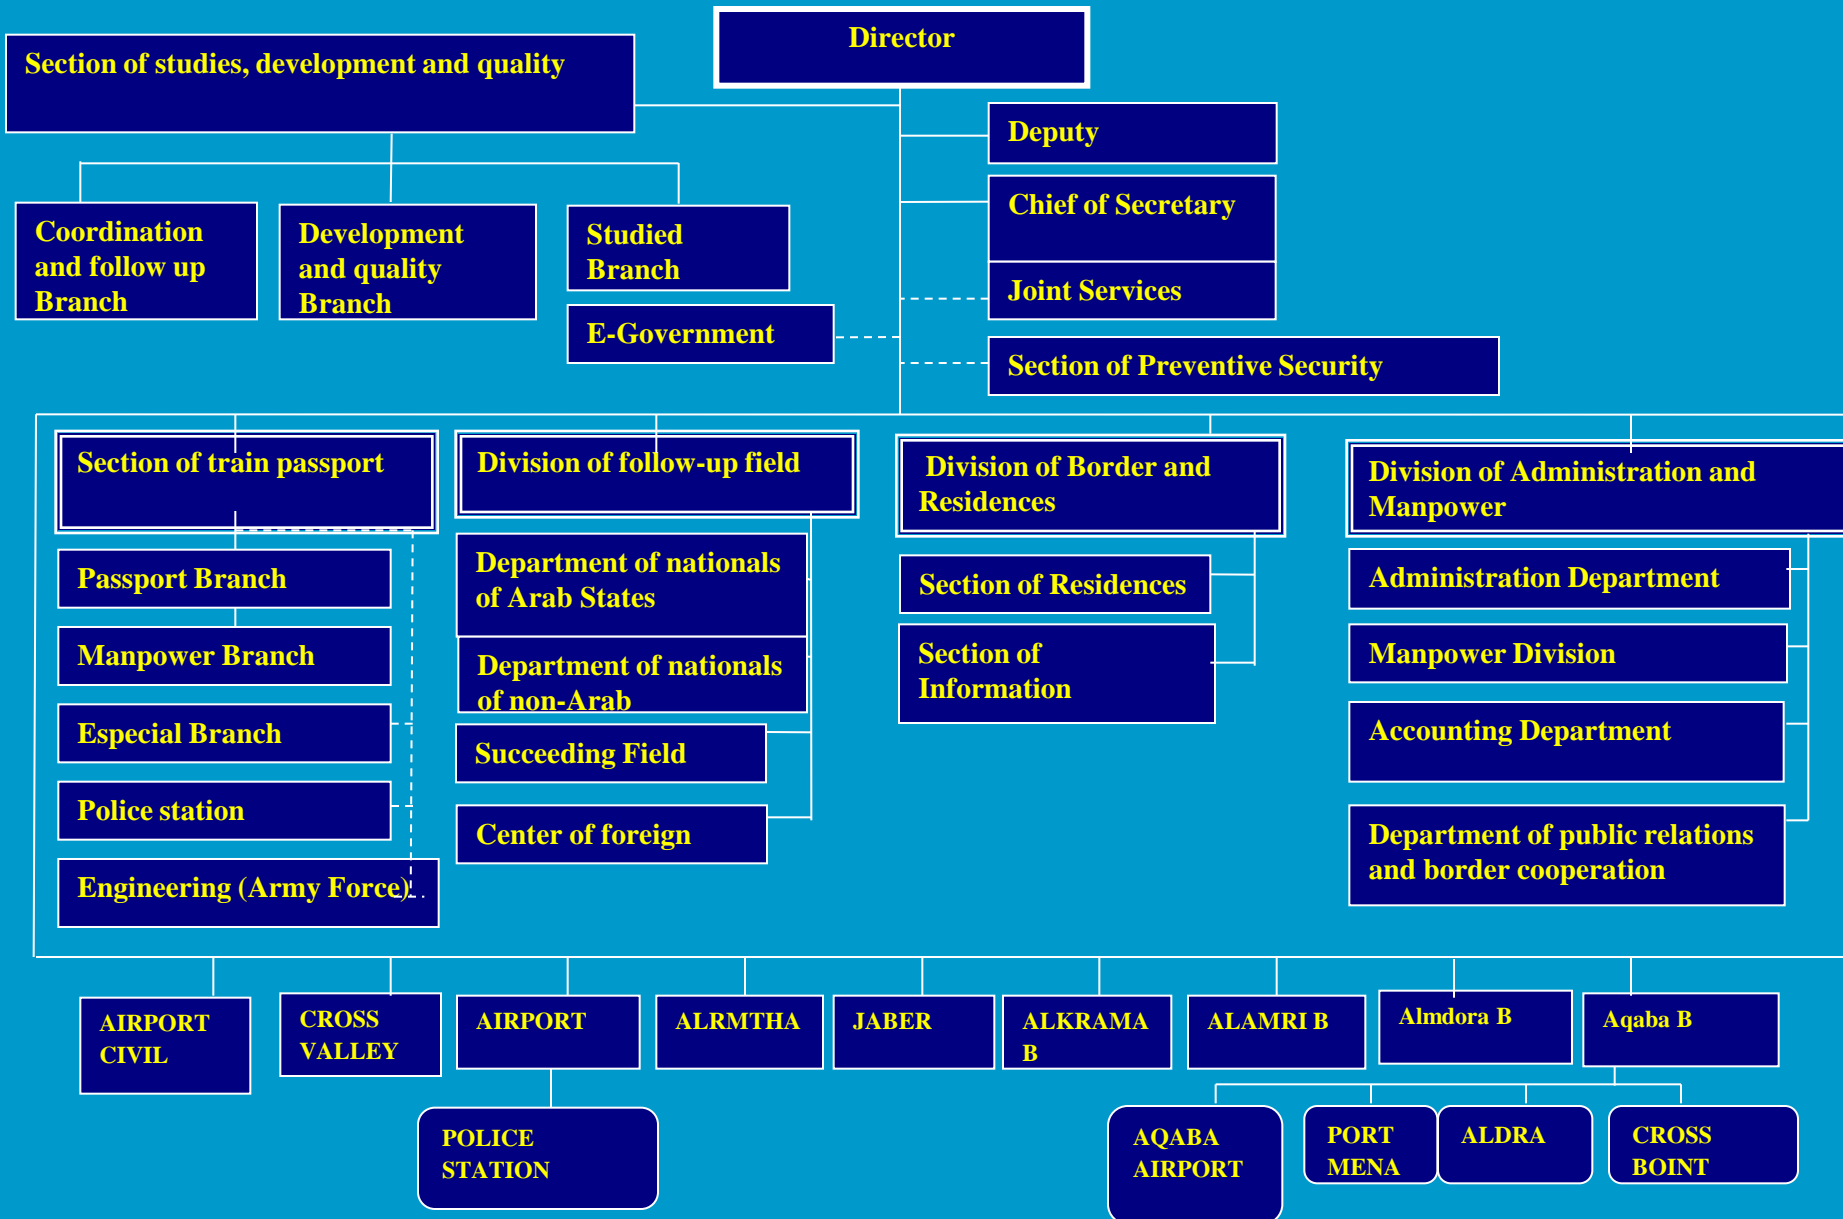 Director
Section of studies, development and quality
Deputy
Chief of Secretary
Joint Services
Section of Preventive Security
Coordination
and follow up
Branch
Development
and quality
Branch
Studied
Branch
E-Government
Section of train passport
Passport Branch
Manpower Branch
Especial Branch
Police station
Engineering (Army Force)
Division of follow-up field
Department of nationals
of Arab States
Department of nationals
of non-Arab
Succeeding Field
Center of foreign
Division of Border and
Residences
Section of Residences
Section of
Information
Division of Administration and
Manpower
Administration Department
Manpower Division
Accounting Department
Department of public relations
and border cooperation
AIRPORT
CIVIL
CROSS
VALLEY
AIRPORT
ALRMTHA
JABER
ALKRAMA
B
ALAMRI B
Almdora B
Aqaba B
POLICE
STATION
AQABA
AIRPORT
PORT
MENA
ALDRA
CROSS
BOINT